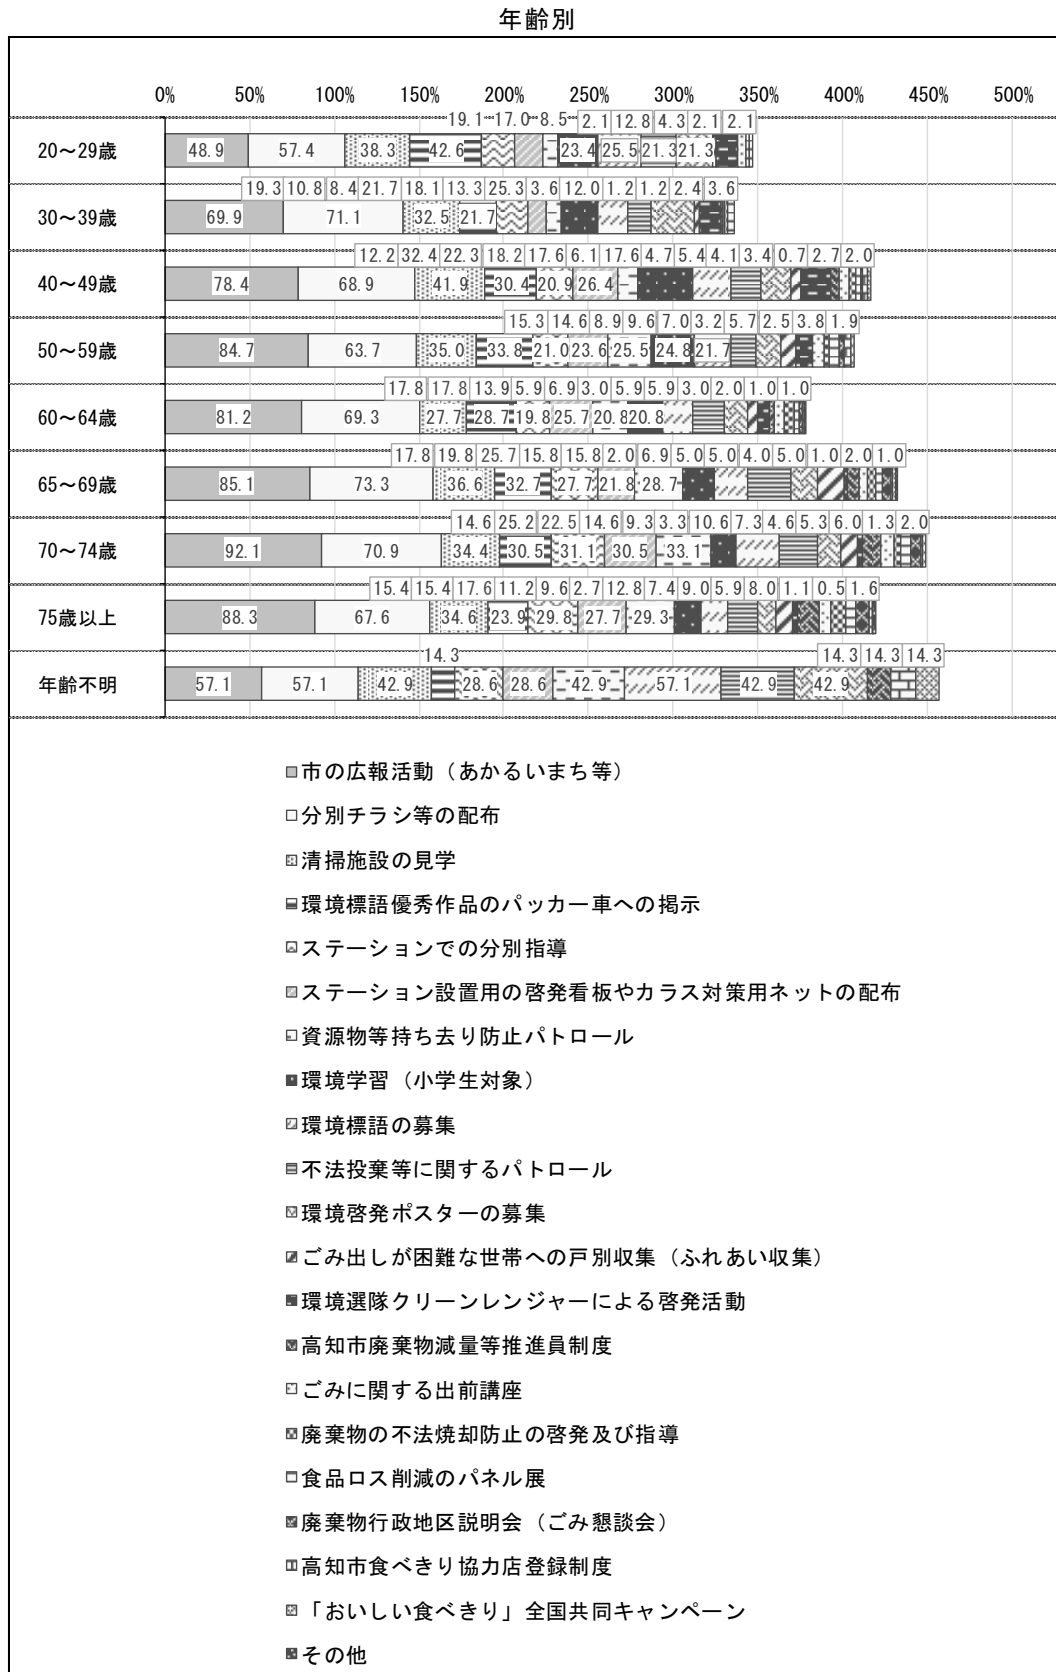 年齢別
0% 50% 100% 150% 200% 250% 300% 350% 400% 450% 500%
19.1 17.0 8.5 2.1 12.8 4.3 2.1 2.1
20～29歳 48.9 57.4 38.3 42.6 23.4 25.5 21.3 21.3
19.3 10.8 8.4 21.7 18.1 13.3 25.3 3.6 12.0 1.2 1.2 2.4 3.6
30～39歳 69.9 71.1 32.5 21.7
12.2 32.4 22.3 18.2 17.6 6.1 17.6 4.7 5.4 4.1 3.4 0.7 2.7 2.0
40～49歳 78.4 68.9 41.9 30.4 20.9 26.4
15.3 14.6 8.9 9.6 7.0 3.2 5.7 2.5 3.8 1.9
50～59歳 84.7 63.7 35.0 33.8 21.0 23.6 25.5 24.8 21.7
17.8 17.8 13.9 5.9 6.9 3.0 5.9 5.9 3.0 2.0 1.0 1.0
60～64歳 81.2 69.3 27.7 28.7 19.8 25.7 20.8 20.8
17.8 19.8 25.7 15.8 15.8 2.0 6.9 5.0 5.0 4.0 5.0 1.0 2.0 1.0
65～69歳 85.1 73.3 36.6 32.7 27.7 21.8 28.7
14.6 25.2 22.5 14.6 9.3 3.3 10.6 7.3 4.6 5.3 6.0 1.3 2.0
70～74歳 92.1 70.9 34.4 30.5 31.1 30.5 33.1
15.4 15.4 17.6 11.2 9.6 2.7 12.8 7.4 9.0 5.9 8.0 1.1 0.5 1.6
75歳以上 88.3 67.6 34.6 23.9 29.8 27.7 29.3
14.3 14.3 14.3 14.3
年齢不明 57.1 57.1 42.9 28.6 28.6 42.9 57.1 42.9 42.9
市の広報活動（あかるいまち等）
分別チラシ等の配布
清掃施設の見学
環境標語優秀作品のパッカー車への掲示
ステーションでの分別指導
ステーション設置用の啓発看板やカラス対策用ネットの配布
資源物等持ち去り防止パトロール
環境学習（小学生対象）
環境標語の募集
不法投棄等に関するパトロール
環境啓発ポスターの募集
ごみ出しが困難な世帯への戸別収集（ふれあい収集）
環境選隊クリーンレンジャーによる啓発活動
高知市廃棄物減量等推進員制度
ごみに関する出前講座
廃棄物の不法焼却防止の啓発及び指導
食品ロス削減のパネル展
廃棄物行政地区説明会（ごみ懇談会）
高知市食べきり協力店登録制度
「おいしい食べきり」全国共同キャンペーン
その他